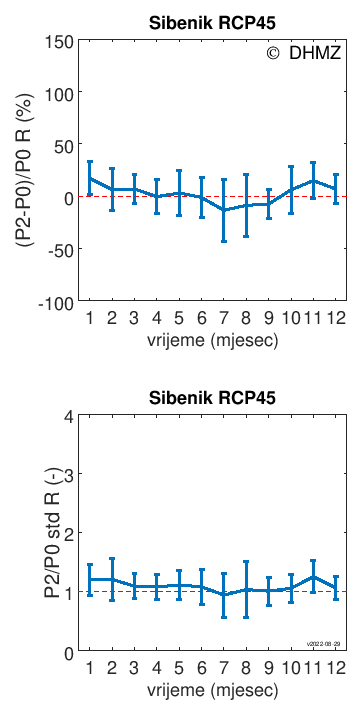 Sibenik RCP45
© DHMZ
(P2-P0)/P0 R (%)
150
100
50
0
-50
-100
1 2 3 4 5 6 7 8 9 10 11 12
vrijeme (mjesec)
Sibenik RCP45
P2/P0 std R (-)
4
3
2
1
0
v2022-08-29
1 2 3 4 5 6 7 8 9 10 11 12
vrijeme (mjesec)